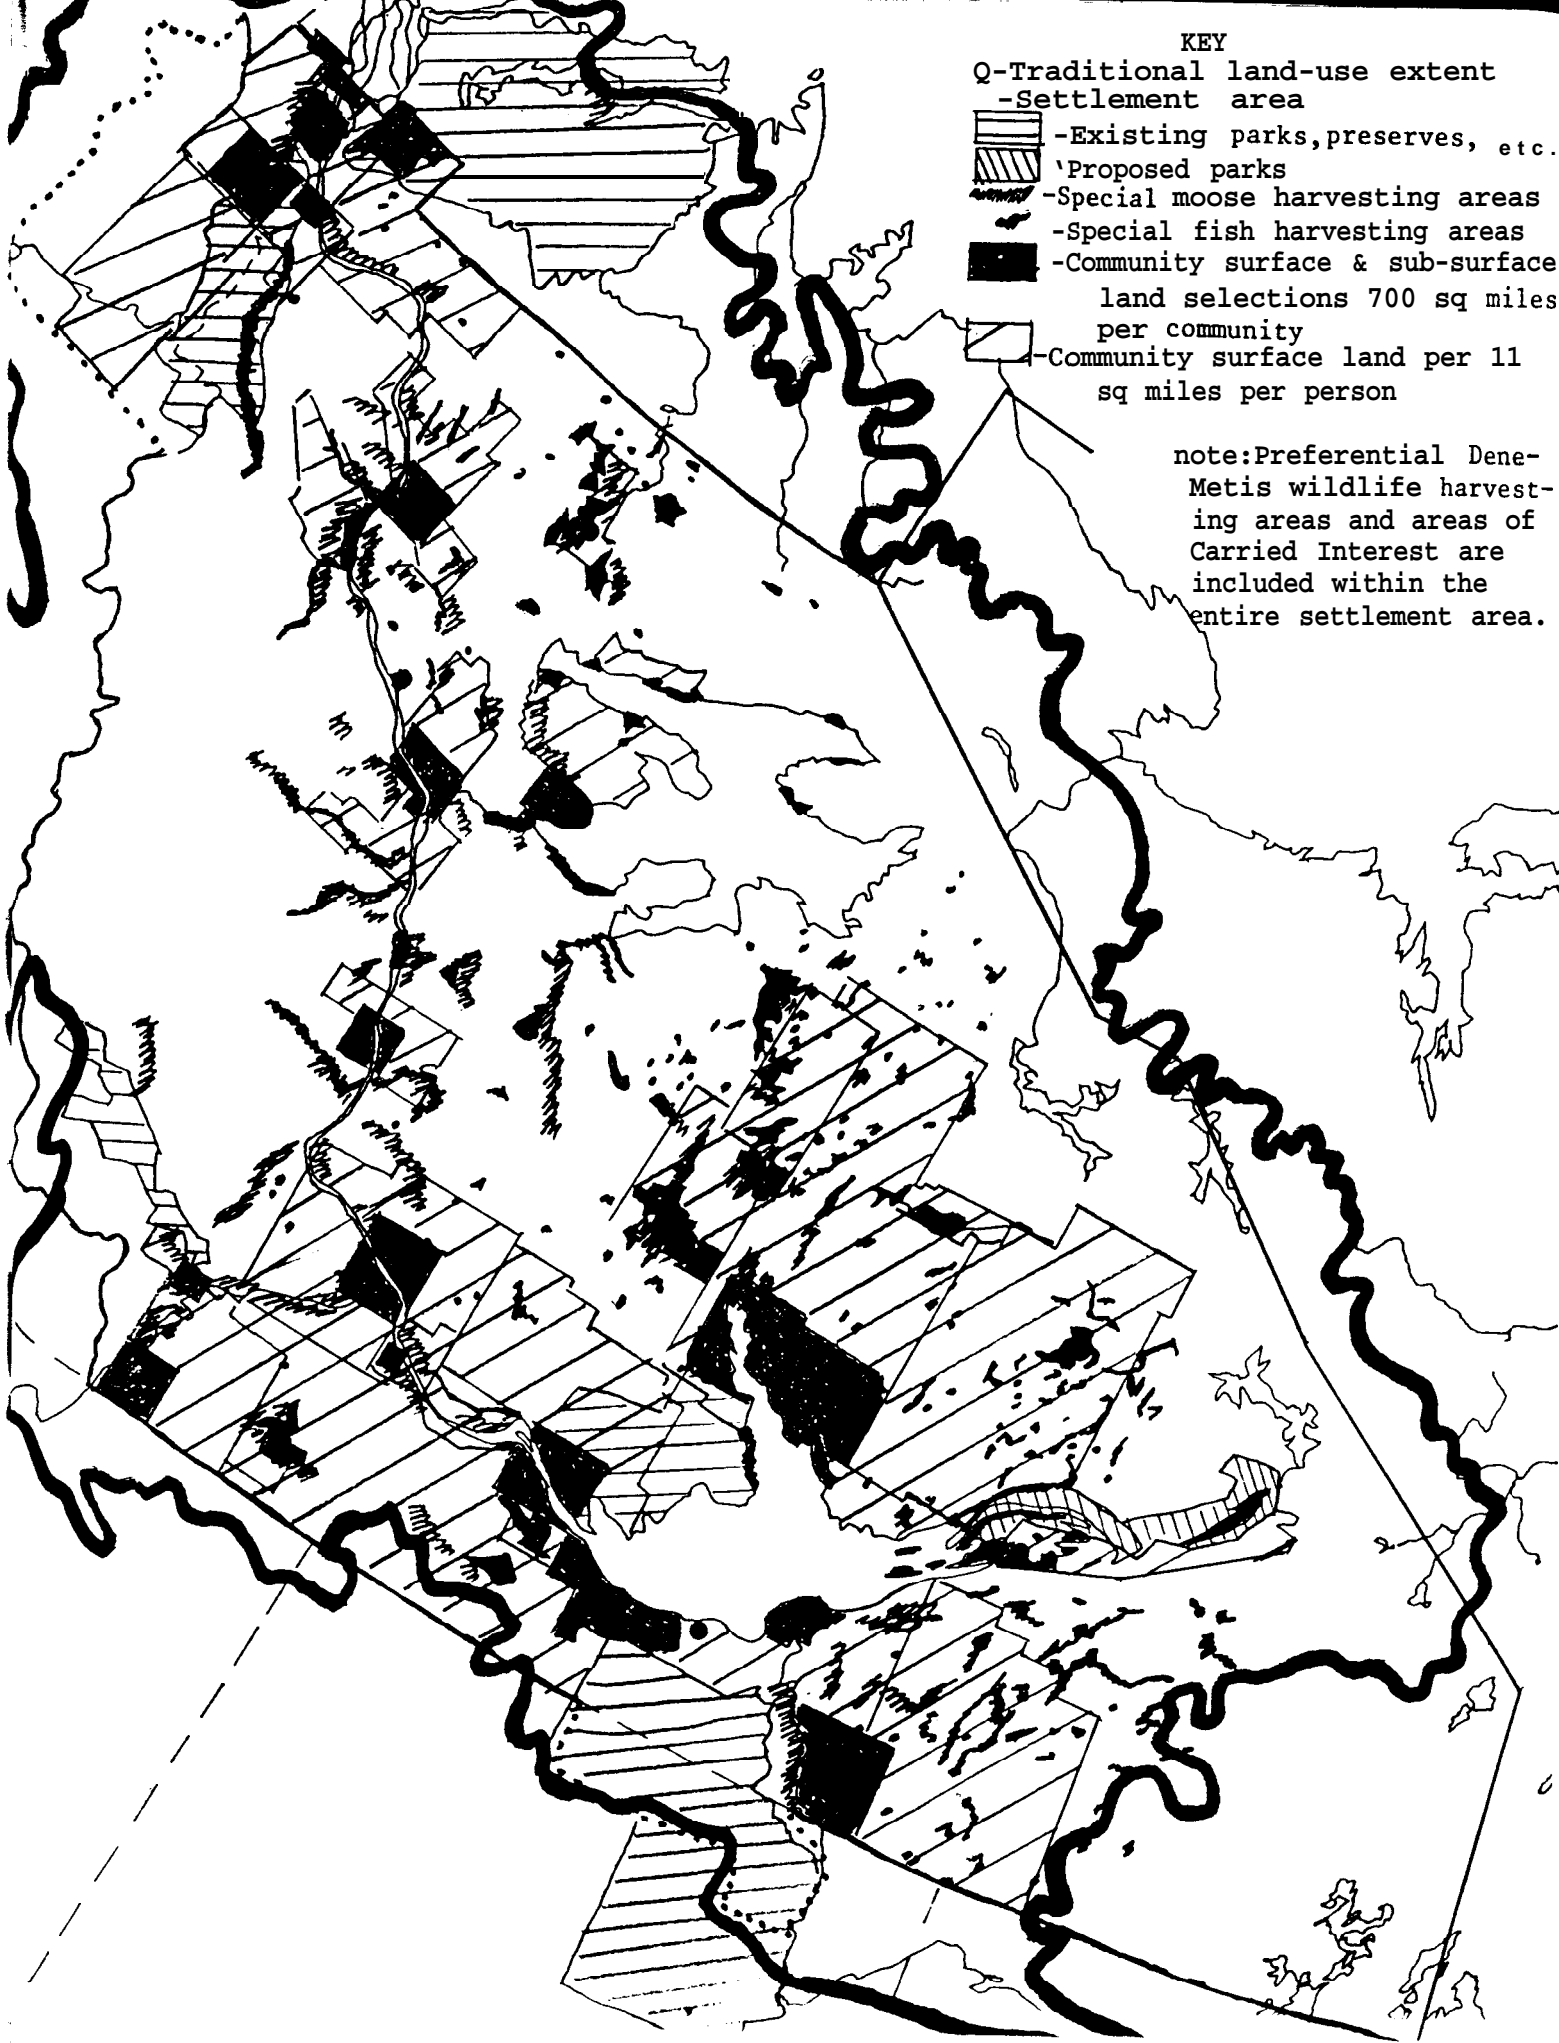 KEY
Q-Traditional land-use extent
-Settlement area
-Existing parks, preserves, etc.
'Proposed parks
-Special moose harvesting areas
-Special fish harvesting areas
-Community surface & sub-surface
land selections 700 sq miles
per community
-Community surface land per 11
sq miles per person
note:Preferential Dene-
Metis wildlife harvest-
ing areas and areas of
Carried Interest are
included within the
entire settlement area.